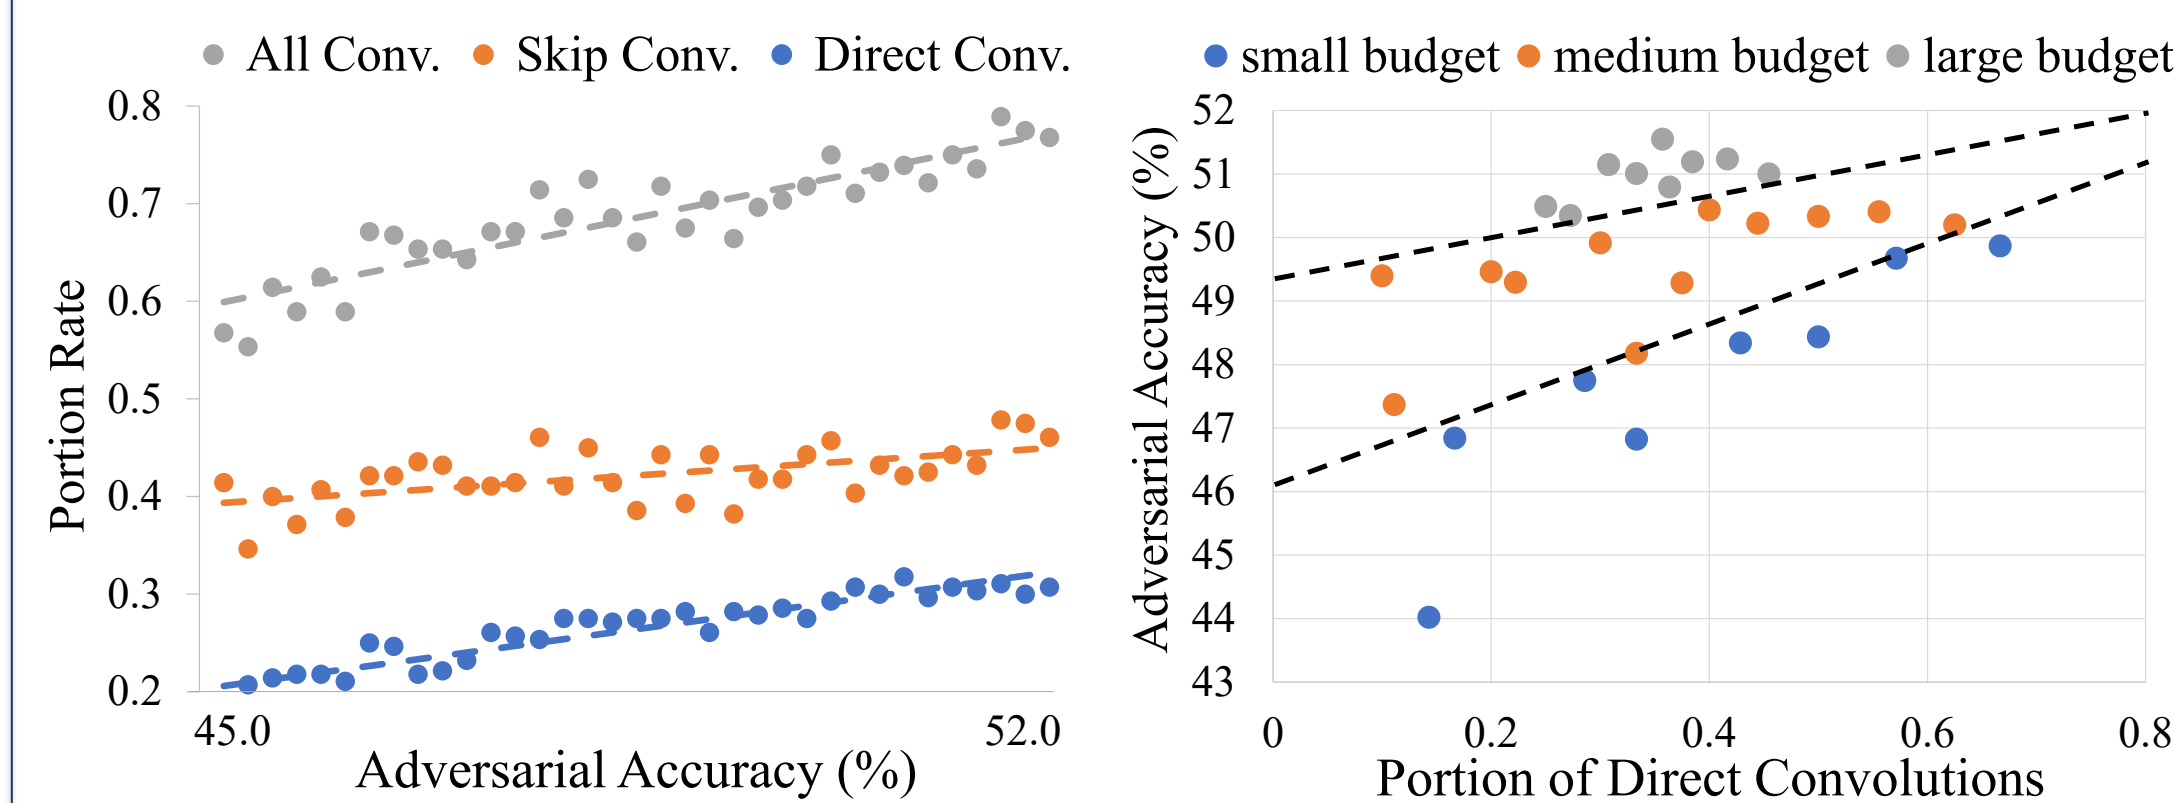 All Conv. Skip Conv. Direct Conv.
0.8
0.7
0.6
0.5
0.4
0.3
0.2
Portion Rate
45.0 52.0
Adversarial Accuracy (%)
small budget medium budget large budget
52
51
50
49
48
47
46
45
44
43
Adversarial Accuracy (%)
0 0.2 0.4 0.6 0.8
Portion of Direct Convolutions